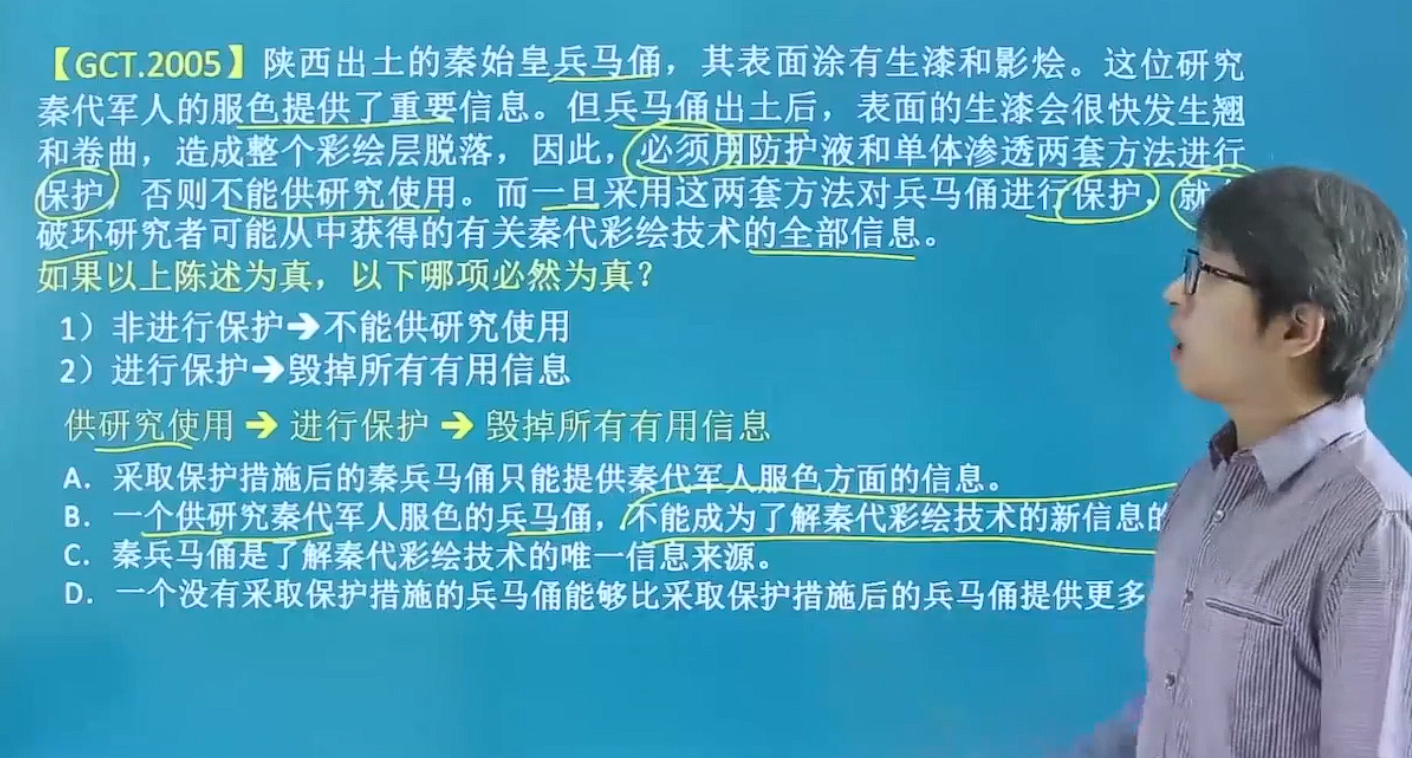 【GCT.2005】陕西出土的秦始皇兵马俑，其表面涂有生漆和影烩。这位研究
秦代军人的服色提供了重要信息。但兵马俑出土后，表面的生漆会很快发生翘
和卷曲，造成整个彩绘层脱落，因此，必须用防护液和单体渗透两套方法进行
保护，否则不能供研究使用。而一旦采用这两套方法对兵马俑进行保护，就
破环研究者可能从中获得的有关秦代彩绘技术的全部信息。
如果以上陈述为真，以下哪项必然为真？
1）非进行保护➔不能供研究使用
2）进行保护➔毁掉所有有用信息
供研究使用 ➔ 进行保护 ➔ 毁掉所有有用信息
A．采取保护措施后的秦兵马俑只能提供秦代军人服色方面的信息。
B．一个供研究秦代军人服色的兵马俑，不能成为了解秦代彩绘技术的新信息的
C．秦兵马俑是了解秦代彩绘技术的唯一信息来源。
D．一个没有采取保护措施的兵马俑能够比采取保护措施后的兵马俑提供更多